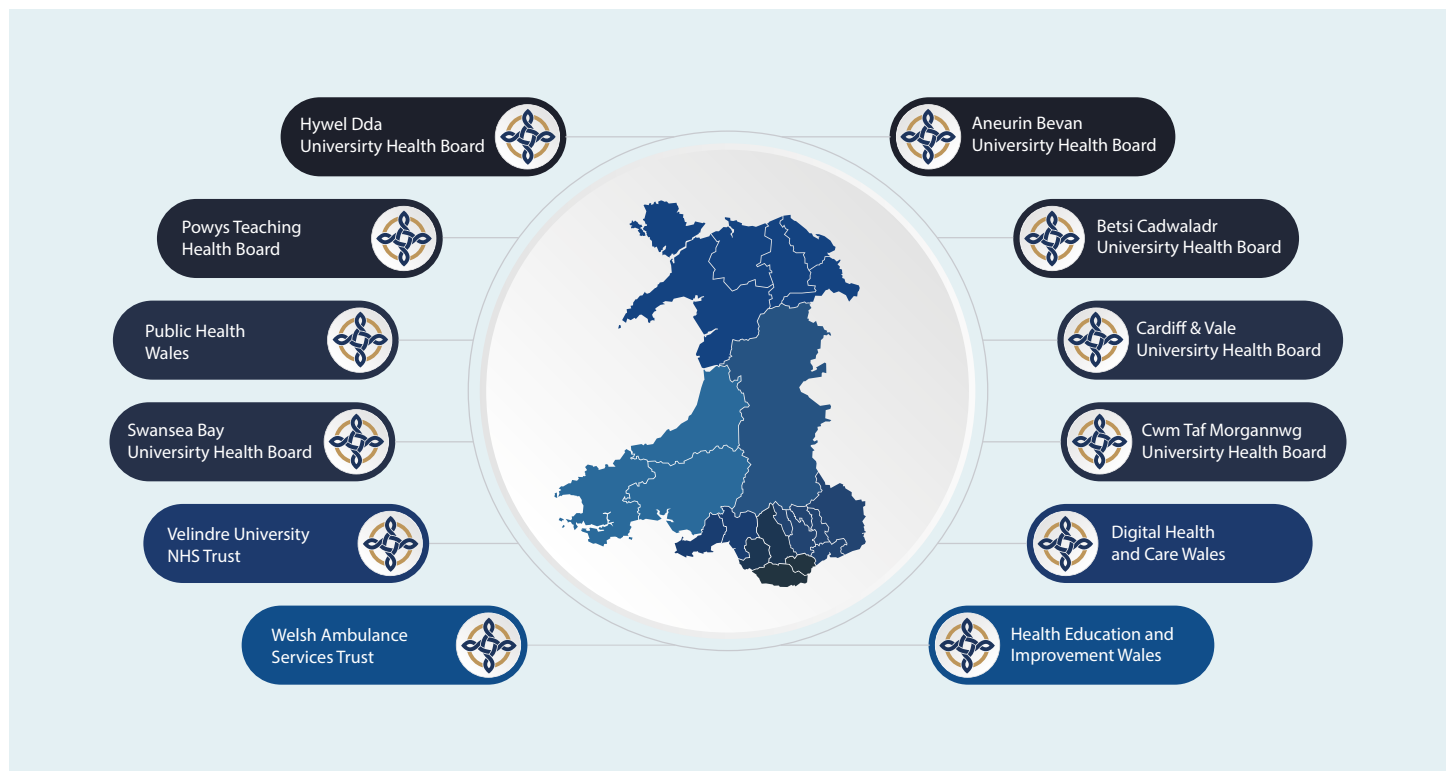 Hywel Dda
Universirty Health Board
Powys Teaching
Health Board
Public Health
Wales
Swansea Bay
Universirty Health Board
Velindre University
NHS Trust
Welsh Ambulance
Services Trust
Aneurin Bevan
Universirty Health Board
Betsi Cadwaladr
Universirty Health Board
Cardiff & Vale
Universirty Health Board
Cwm Taf Morgannwg
Universirty Health Board
Digital Health
and Care Wales
Health Education and
Improvement Wales